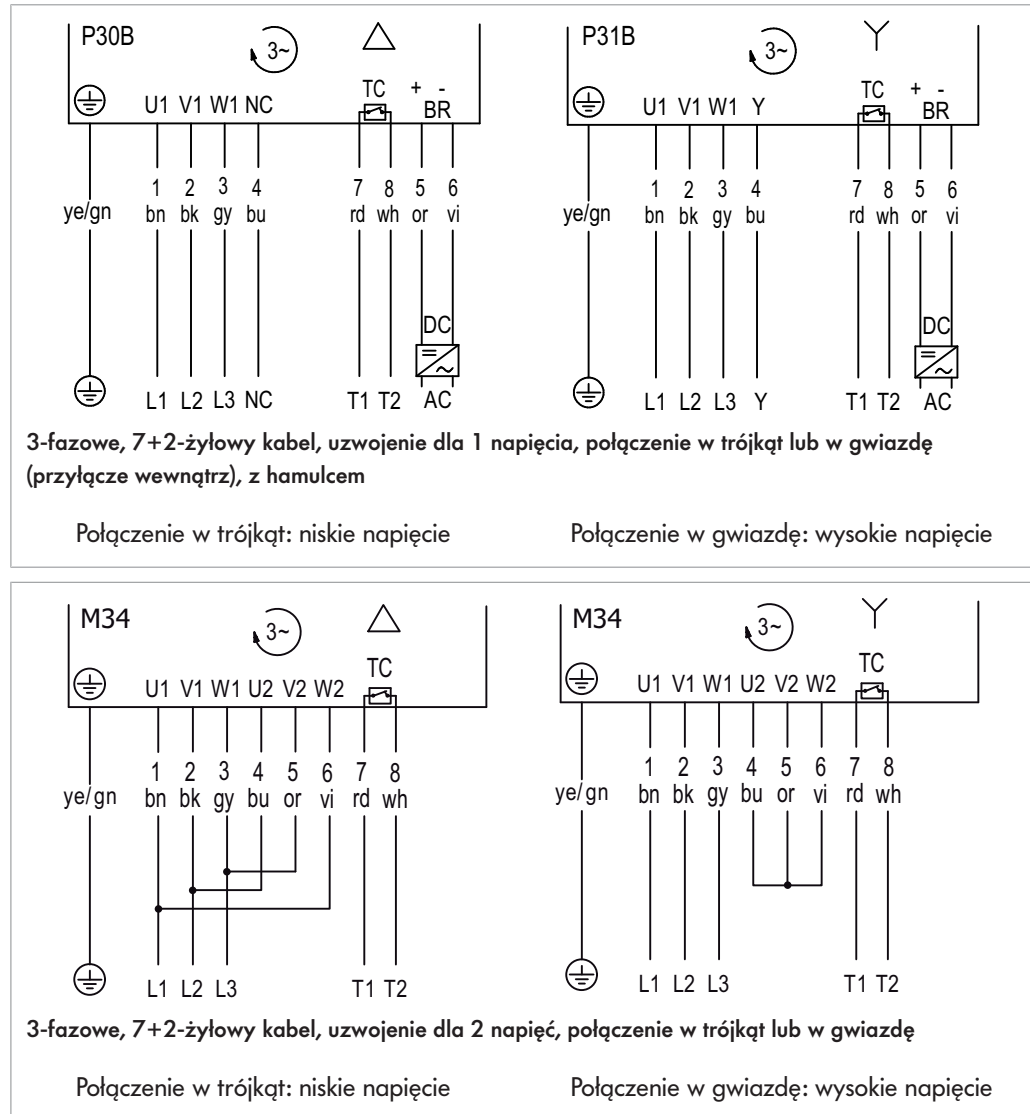 P30B
3~
TC + -
U1 V1 W1 NC BR
1 2 3 4 7 8 5 6
ye/gn bn bk gy bu rd wh or vi
DC
L1 L2 L3 NC T1 T2 AC
P31B
3~
TC + -
U1 V1 W1 Y BR
1 2 3 4 7 8 5 6
ye/gn bn bk gy bu rd wh or vi
DC
L1 L2 L3 Y T1 T2 AC
3-fazowe, 7+2-żyłowy kabel, uzwojenie dla 1 napięcia, połączenie w trójkąt lub w gwiazdę
(przyłącze wewnątrz), z hamulcem
Połączenie w trójkąt: niskie napięcie
Połączenie w gwiazdę: wysokie napięcie
M34
3~
TC
U1 V1 W1 U2 V2 W2
1 2 3 4 5 6 7 8
ye/gn bn bk gy bu or vi rd wh
L1 L2 L3 T1 T2
M34
3~
TC
U1 V1 W1 U2 V2 W2
1 2 3 4 5 6 7 8
ye/gn bn bk gy bu or vi rd wh
L1 L2 L3 T1 T2
3-fazowe, 7+2-żyłowy kabel, uzwojenie dla 2 napięć, połączenie w trójkąt lub w gwiazdę
Połączenie w trójkąt: niskie napięcie
Połączenie w gwiazdę: wysokie napięcie